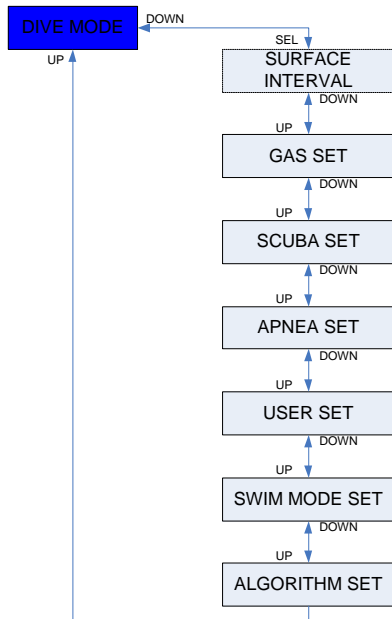 DIVE MODE
DOWN
UP
SEL
SURFACE
INTERVAL
DOWN
UP
GAS SET
DOWN
UP
SCUBA SET
DOWN
UP
APNEA SET
DOWN
UP
USER SET
DOWN
UP
SWIM MODE SET
DOWN
UP
ALGORITHM SET